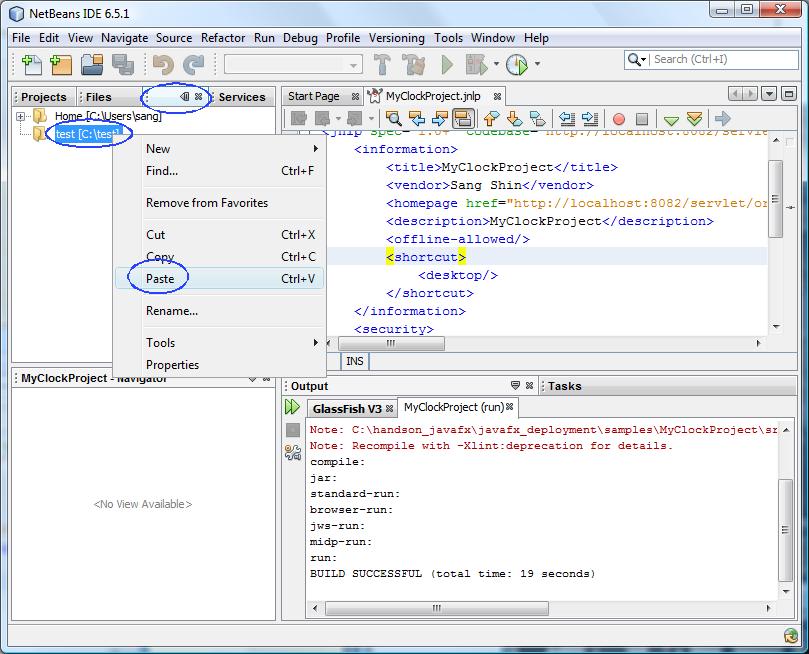 NetBeans IDE 6.5.1
File Edit View Navigate Source Refactor Run Debug Profile Versioning Tools Window Help
Search (Ctrl+I)
Projects Files Services
Home [C:\Users\sang]
test [C:\test]
New
Find... Ctrl+F
Remove from Favorites
Cut Ctrl+X
Copy Ctrl+C
Paste Ctrl+V
Rename...
Tools
Properties
Start Page MyClockProject.jnlp
<jnlp spec="1.0+" codebase="http://localhost:8082/servle
<information>
<title>MyClockProject</title>
<vendor>Sang Shin</vendor>
<homepage href="http://localhost:8082/servlet/or
<description>MyClockProject</description>
<offline-allowed/>
<shortcut>
<desktop/>
</shortcut>
</information>
<security>
INS
MyClockProject - Navigator
<No View Available>
Output Tasks
GlassFish V3 MyClockProject (run)
Note: C:\handson_javafx\javafx_deployment\samples\MyClockProject\sr
Note: Recompile with -Xlint:deprecation for details.
compile:
jar:
standard-run:
browser-run:
jws-run:
midp-run:
run:
BUILD SUCCESSFUL (total time: 19 seconds)